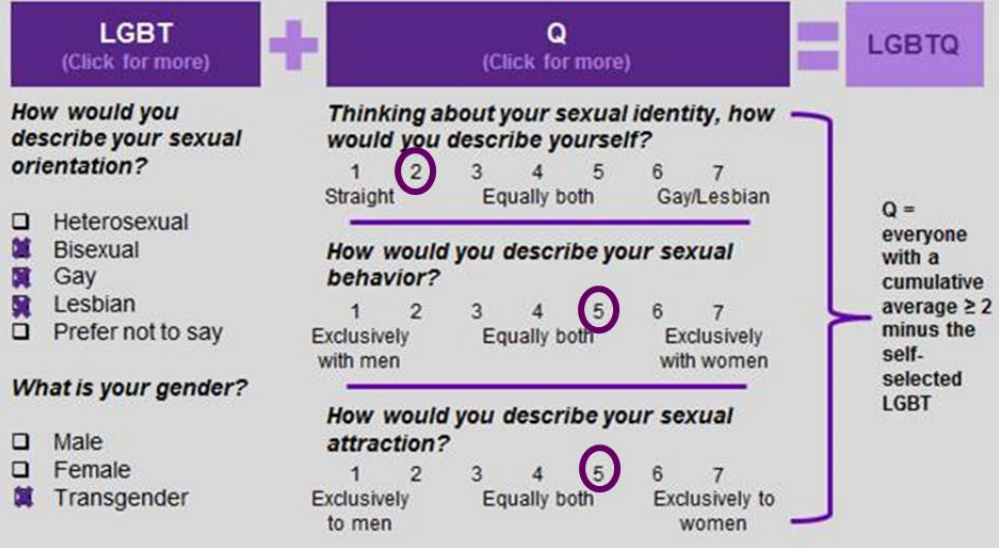 LGBT
(Click for more)
Q
(Click for more)
LGBTQ
How would you
describe your sexual
orientation?
Heterosexual
Bisexual
Gay
Lesbian
Prefer not to say
What is your gender?
Male
Female
Transgender
Thinking about your sexual identity, how
would you describe yourself?
1 2 3 4 5 6 7
Straight Equally both Gay/Lesbian
How would you describe your sexual
behavior?
1 2 3 4 5 6 7
Exclusively Equally both Exclusively
with men with women
How would you describe your sexual
attraction?
1 2 3 4 5 6 7
Exclusively Equally both Exclusively to
to men women
Q =
everyone
with a
cumulative
average ≥ 2
minus the
self-
selected
LGBT